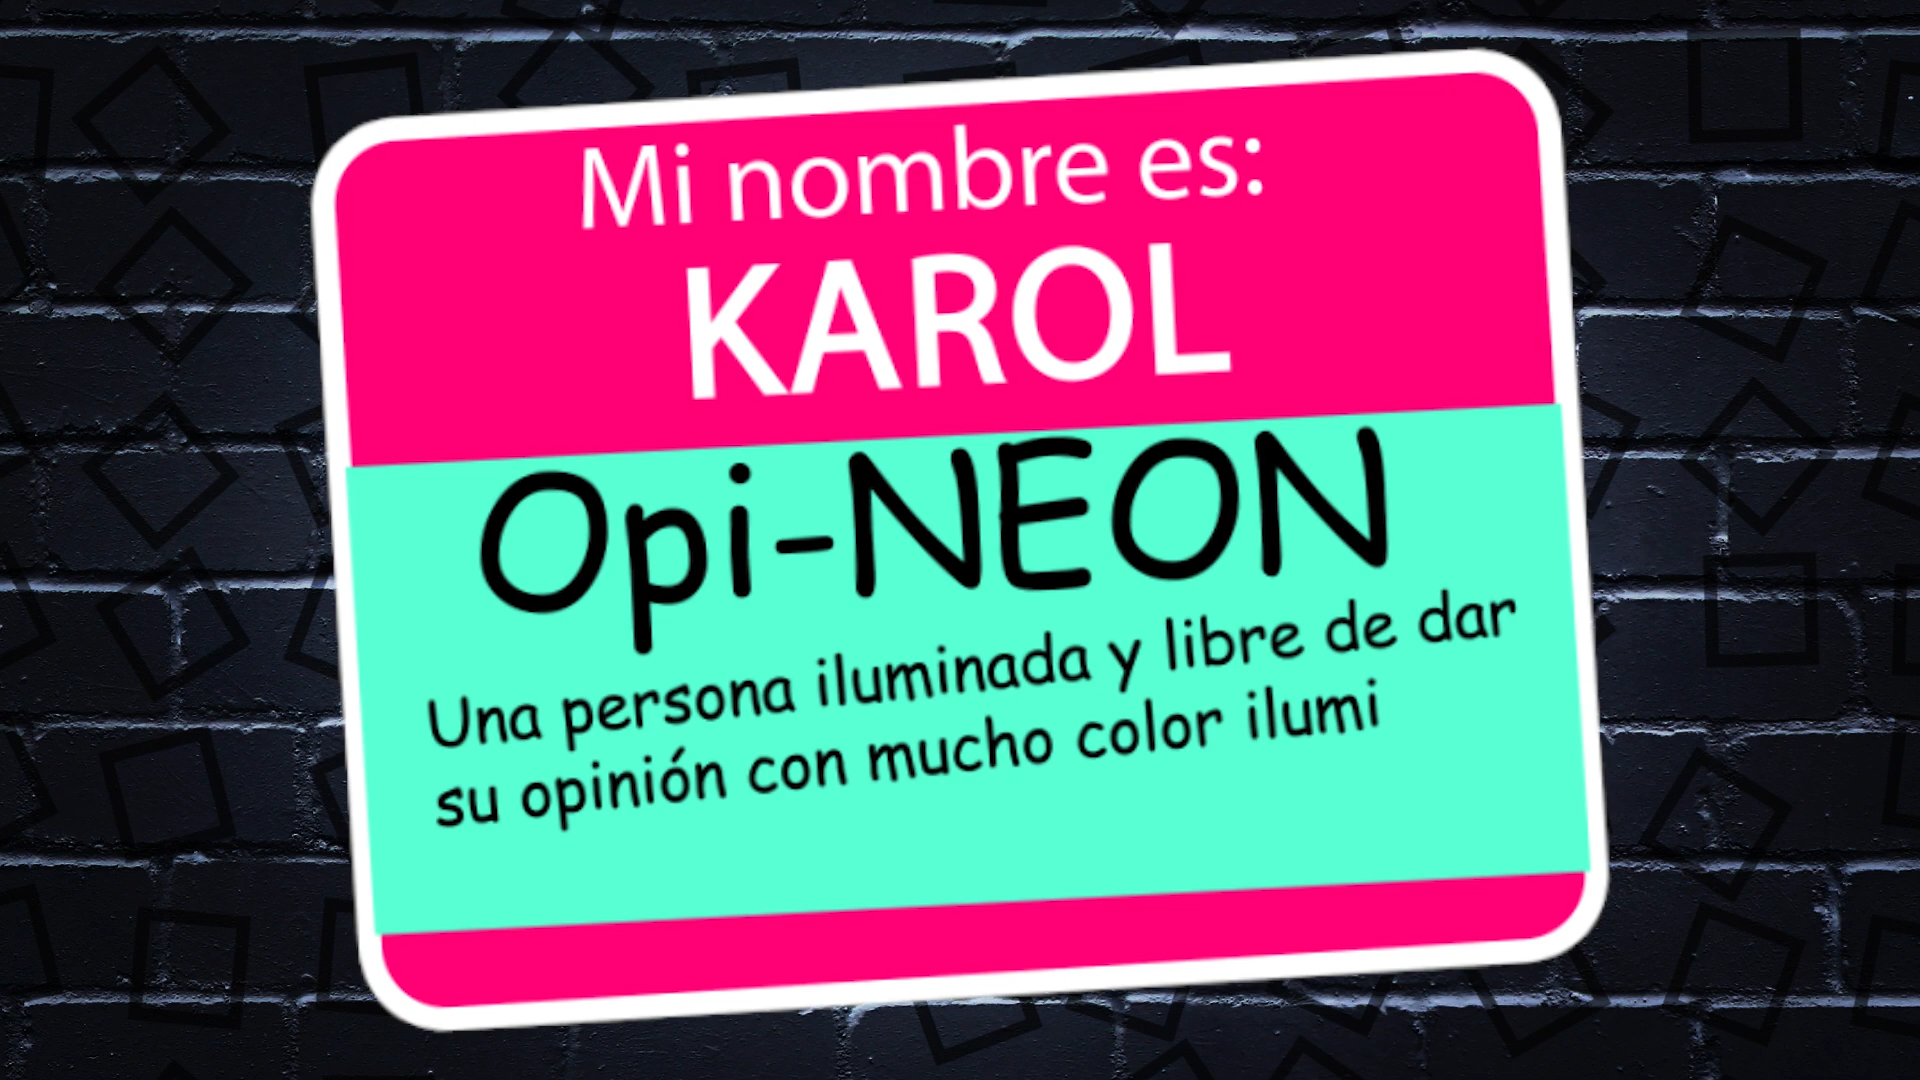 Mi nombre es:
KAROL
Opi-NEON
Una persona iluminada y libre de dar
su opinión con mucho color ilumi